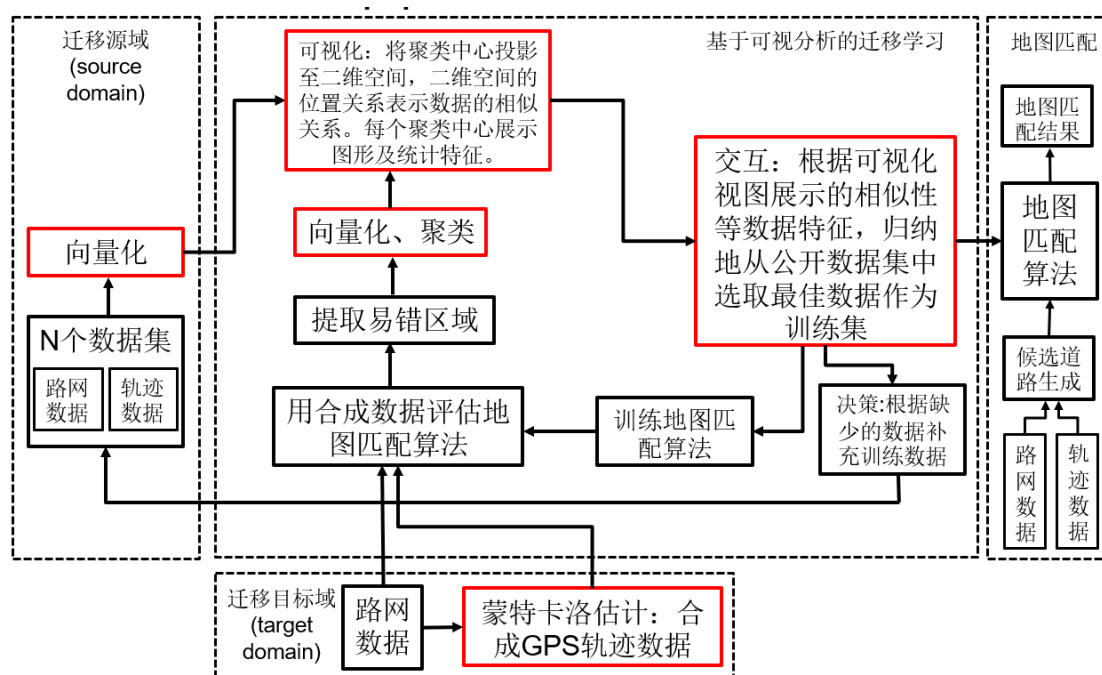 迁移源域
(source
domain)
向量化
N个数据集
路网
数据
轨迹
数据
基于可视分析的迁移学习
可视化：将聚类中心投影
至二维空间，二维空间的
位置关系表示数据的相似
关系。每个聚类中心展示
图形及统计特征。
向量化、聚类
提取易错区域
用合成数据评估地
图匹配算法
训练地图匹
配算法
交互：根据可视化
视图展示的相似性
等数据特征，归纳
地从公开数据集中
选取最佳数据作为
训练集
决策:根据缺
少的数据补
充训练数据
地图匹配
地图匹
配结果
地图
匹配
算法
候选道
路生成
路网数据
轨迹数据
迁移目标域
(target
domain)
路网
数据
蒙特卡洛估计：合
成GPS轨迹数据